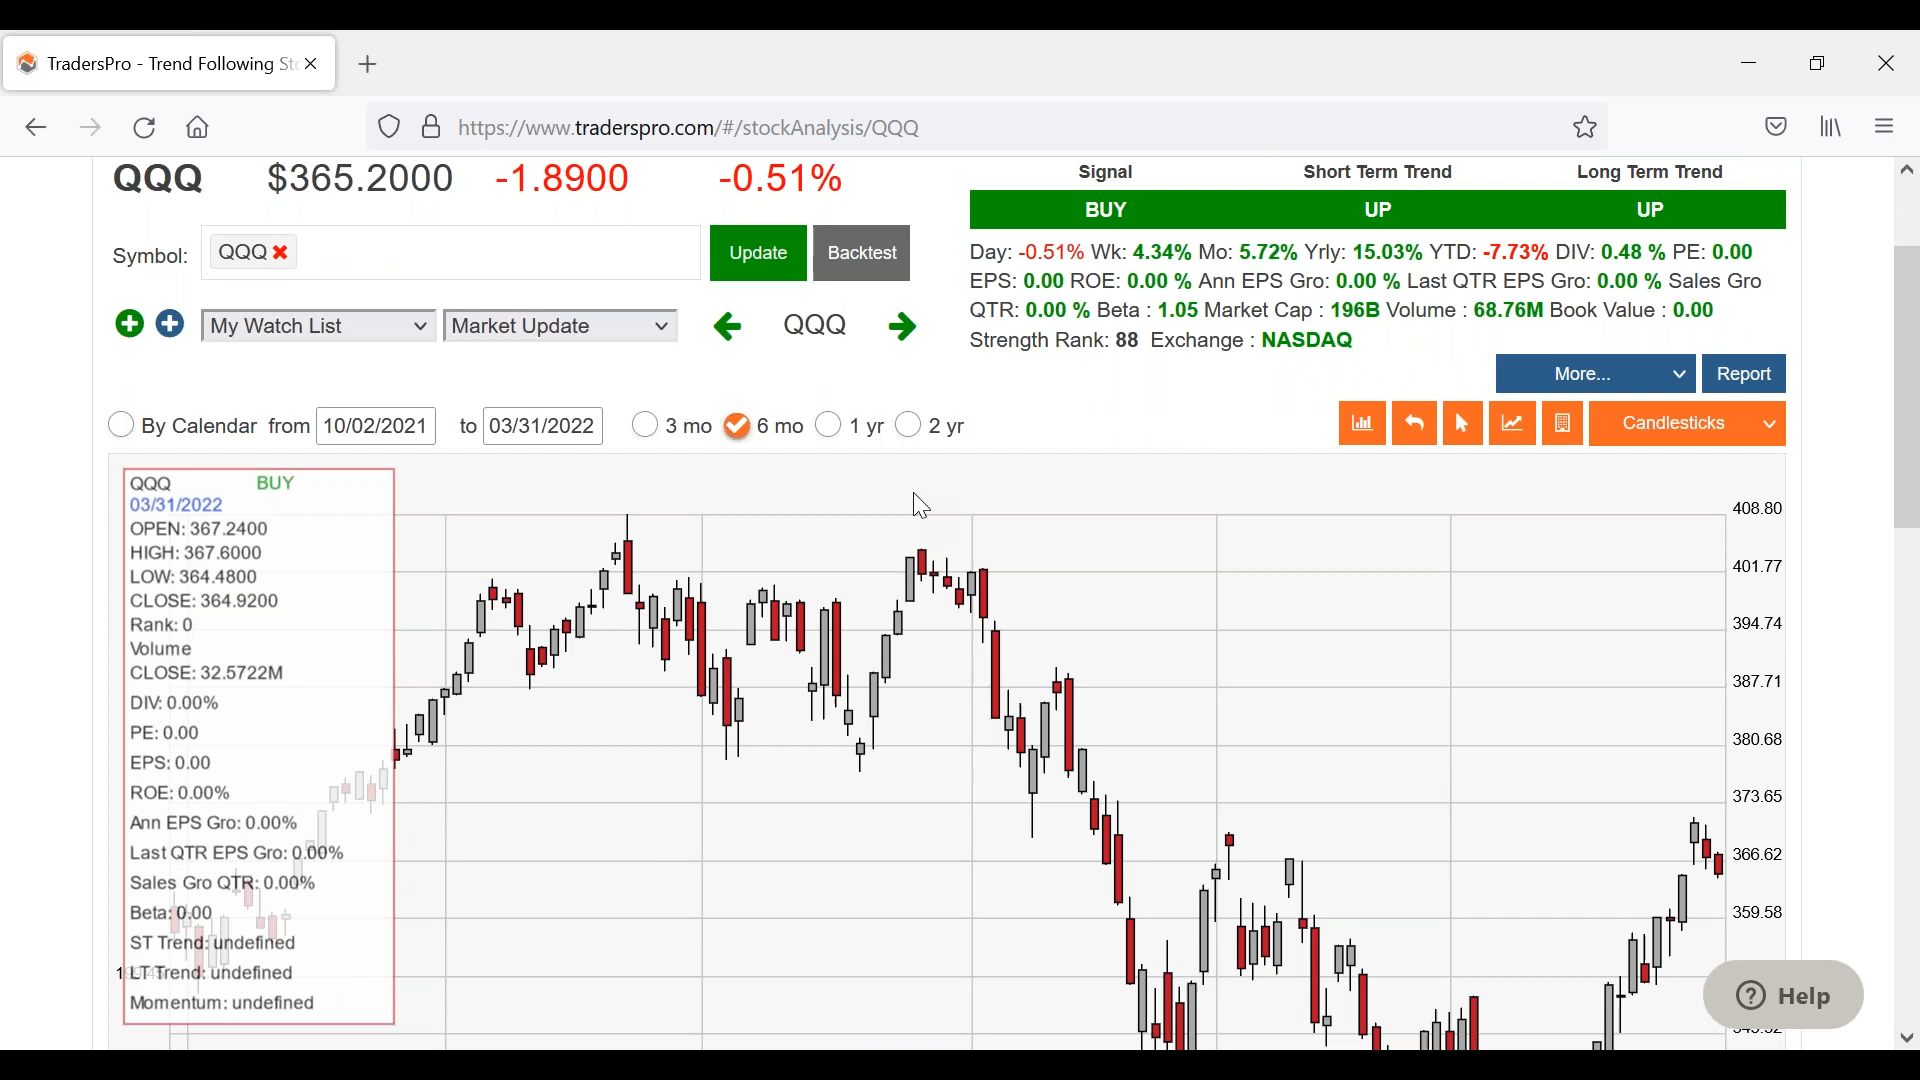 TradersPro - Trend Following Sto
https://www.traderspro.com/#/stockAnalysis/QQQ
QQQ $365.2000 -1.8900 -0.51%
Signal Short Term Trend Long Term Trend
BUY UP UP
Symbol: QQQ Update Backtest
Day: -0.51% Wk: 4.34% Mo: 5.72% Yrly: 15.03% YTD: -7.73% DIV: 0.48 % PE: 0.00
EPS: 0.00 ROE: 0.00 % Ann EPS Gro: 0.00 % Last QTR EPS Gro: 0.00 % Sales Gro
QTR: 0.00 % Beta : 1.05 Market Cap : 196B Volume : 68.76M Book Value : 0.00
Strength Rank: 88 Exchange : NASDAQ
My Watch List Market Update QQQ
More... Report
By Calendar from 10/02/2021 to 03/31/2022 3 mo 6 mo 1 yr 2 yr
Candlesticks
QQQ BUY
03/31/2022
OPEN: 367.2400
HIGH: 367.6000
LOW: 364.4800
CLOSE: 364.9200
Rank: 0
Volume
CLOSE: 32.5722M
DIV: 0.00%
PE: 0.00
EPS: 0.00
ROE: 0.00%
Ann EPS Gro: 0.00%
Last QTR EPS Gro: 0.00%
Sales Gro QTR: 0.00%
Beta: 0.00
ST Trend: undefined
LT Trend: undefined
Momentum: undefined
408.80
401.77
394.74
387.71
380.68
373.65
366.62
359.58
Help